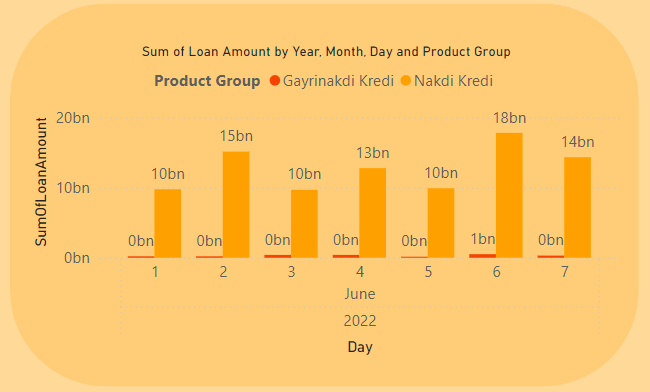 Sum of Loan Amount by Year, Month, Day and Product Group
Product Group Gayrinakdi Kredi Nakdi Kredi
SumOfLoanAmount
20bn
10bn
0bn
0bn 10bn
0bn 15bn
0bn 10bn
0bn 13bn
0bn 10bn
1bn 18bn
0bn 14bn
1 2 3 4 5 6 7
June
2022
Day